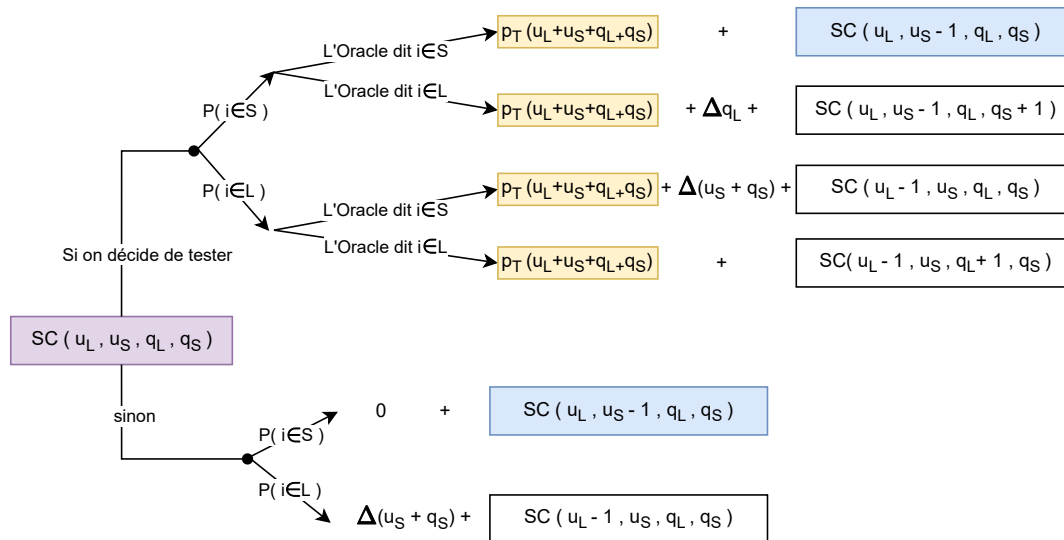 L'Oracle dit i∈S p_T (u_L+u_S+q_L+q_S) + SC ( u_L , u_S - 1 , q_L , q_S )
P( i∈S )
L'Oracle dit i∈L p_T (u_L+u_S+q_L+q_S) + Δq_L + SC ( u_L , u_S - 1 , q_L , q_S + 1 )
P( i∈L )
L'Oracle dit i∈S p_T (u_L+u_S+q_L+q_S) + Δ(u_S + q_S) + SC ( u_L - 1 , u_S , q_L , q_S )
L'Oracle dit i∈L p_T (u_L+u_S+q_L+q_S) + SC( u_L - 1 , u_S , q_L + 1 , q_S )
Si on décide de tester
SC ( u_L , u_S , q_L , q_S )
sinon
0 + SC ( u_L , u_S - 1 , q_L , q_S )
P( i∈S )
P( i∈L )
Δ(u_S + q_S) + SC ( u_L - 1 , u_S , q_L , q_S )